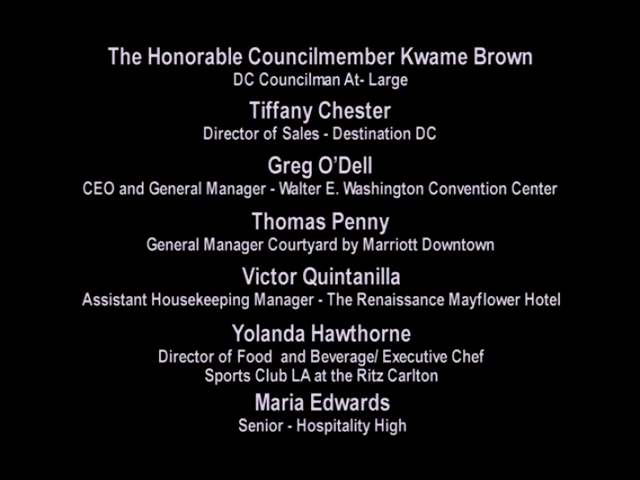 The Honorable Councilmember Kwame Brown
DC Councilman At- Large
Tiffany Chester
Director of Sales - Destination DC
Greg O'Dell
CEO and General Manager - Walter E. Washington Convention Center
Thomas Penny
General Manager Courtyard by Marriott Downtown
Victor Quintanilla
Assistant Housekeeping Manager - The Renaissance Mayflower Hotel
Yolanda Hawthorne
Director of Food  and Beverage/ Executive Chef
Sports Club LA at the Ritz Carlton
Maria Edwards
Senior - Hospitality High